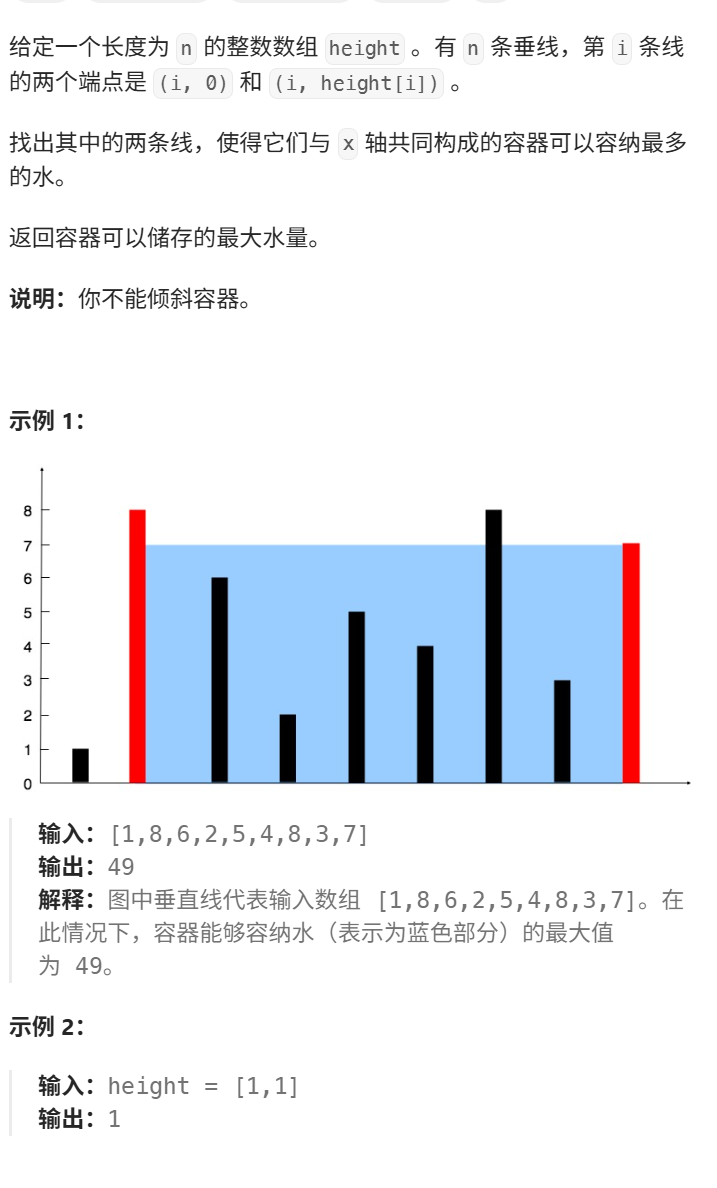 给定一个长度为 n 的整数数组 height 。有 n 条垂线，第 i 条线
的两个端点是 (i, 0) 和 (i, height[i]) 。
找出其中的两条线，使得它们与 x 轴共同构成的容器可以容纳最多
的水。
返回容器可以储存的最大水量。
说明：你不能倾斜容器。
示例 1：
8
7
6
5
4
3
2
1
0
输入：[1,8,6,2,5,4,8,3,7]
输出：49
解释：图中垂直线代表输入数组 [1,8,6,2,5,4,8,3,7]。在
此情况下，容器能够容纳水（表示为蓝色部分）的最大值
为 49。
示例 2：
输入：height = [1,1]
输出：1